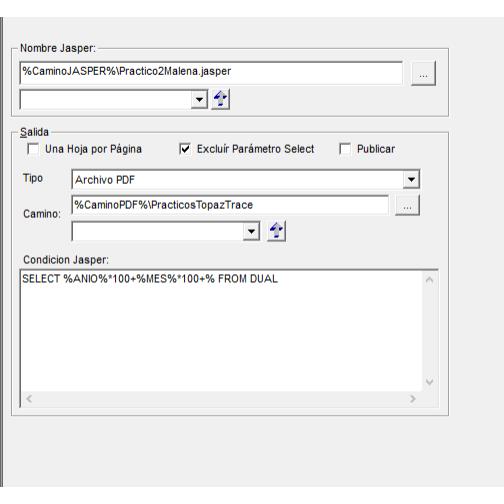 Nombre Jasper:
%CaminoJASPER%\Practico2Malena.jasper
...
Salida
Una Hoja por Página
Excluír Parámetro Select
Publicar
Tipo
Archivo PDF
Camino:
%CaminoPDF%\PracticosTopazTrace
...
Condicion Jasper:
SELECT %ANIO%*100+%MES%*100+% FROM DUAL